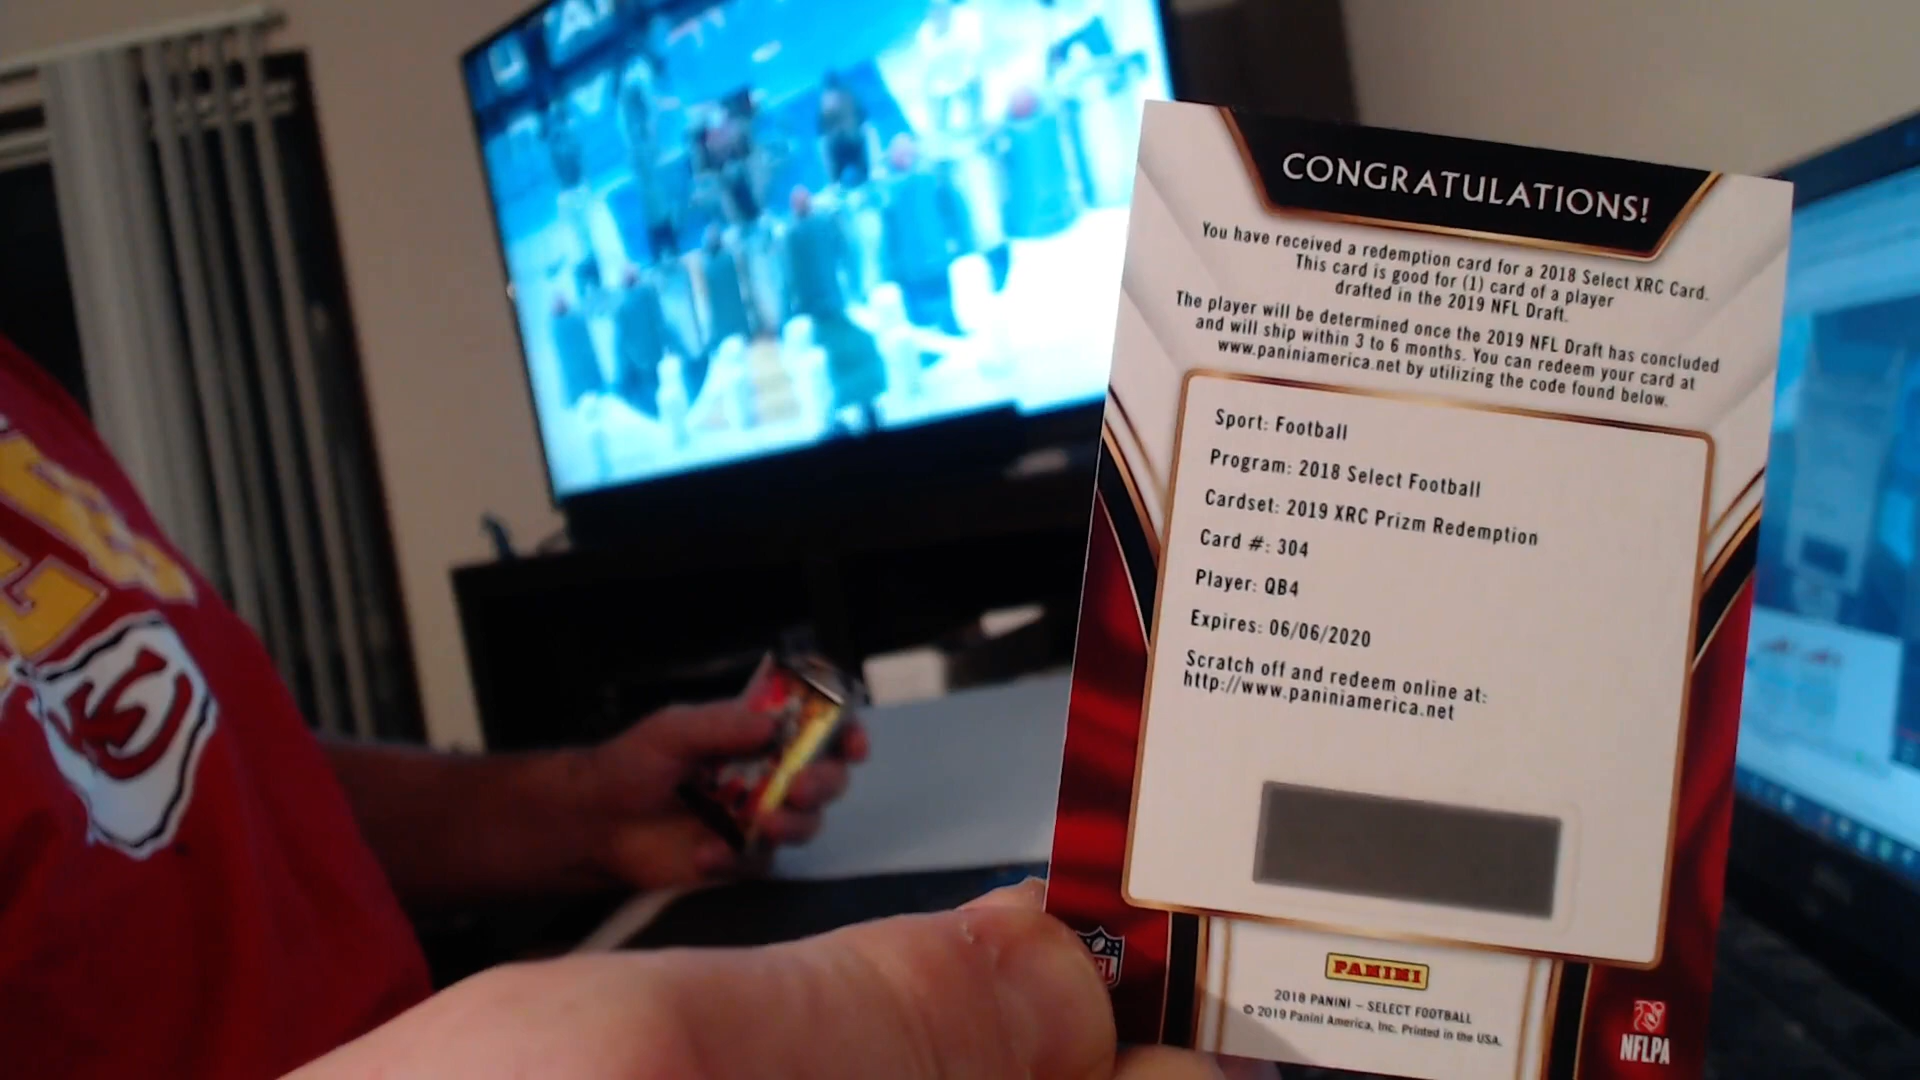 CONGRATULATIONS!
You have received a redemption card for a 2018 Select XRC Card.
This card is good for (1) card of a player
drafted in the 2019 NFL Draft.
The player will be determined once the 2019 NFL Draft has concluded
and will ship within 3 to 6 months. You can redeem your card at
www.paniniamerica.net by utilizing the code found below.
Sport: Football
Program: 2018 Select Football
Cardset: 2019 XRC Prizm Redemption
Card #: 304
Player: QB4
Expires: 06/06/2020
Scratch off and redeem online at:
http://www.paniniamerica.net
PANINI
2018 PANINI – SELECT FOOTBALL
© 2019 Panini America, Inc. Printed in the USA.
NFLPA
KC